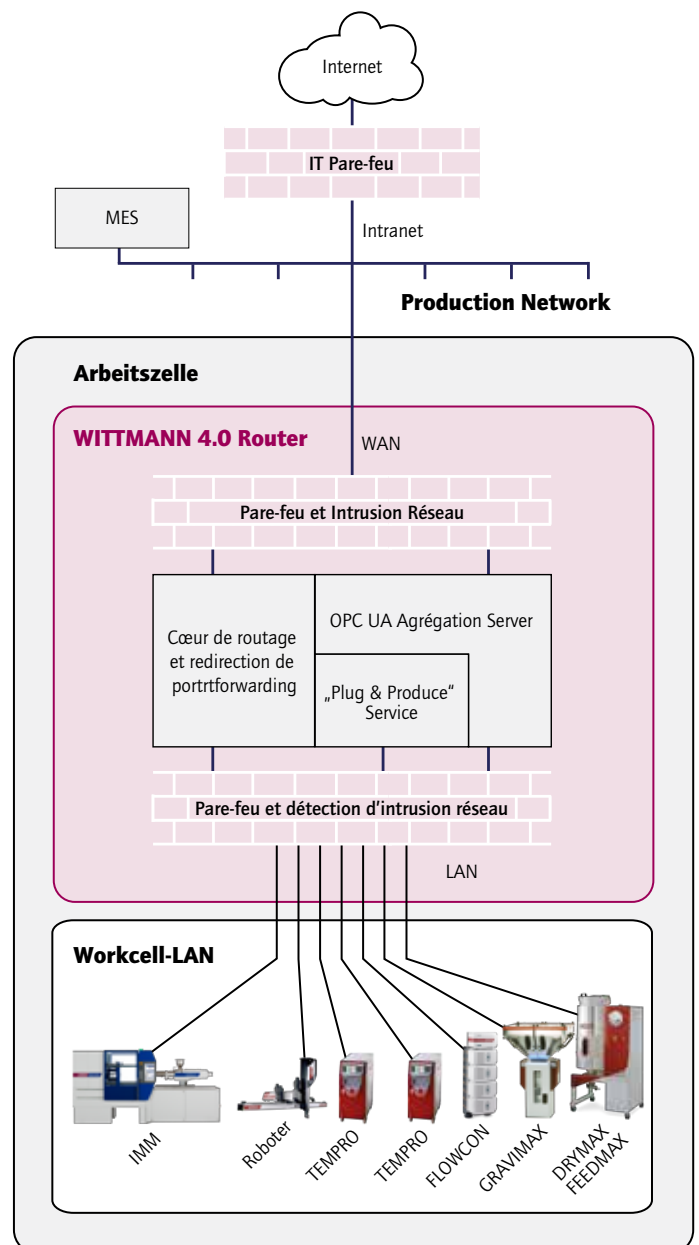 Internet
IT Pare-feu
MES
Intranet
Production Network
Arbeitszelle
WITTMANN 4.0 Router
WAN
Pare-feu et Intrusion Réseau
Cœur de routage
et redirection de
portrtforwarding
OPC UA Agrégation Server
„Plug & Produce“
Service
Pare-feu et détection d'intrusion réseau
LAN
Workcell-LAN
IMM
Roboter
TEMPRO
TEMPRO
FLOWCON
GRAVIMAX
DRYMAX
FEEDMAX